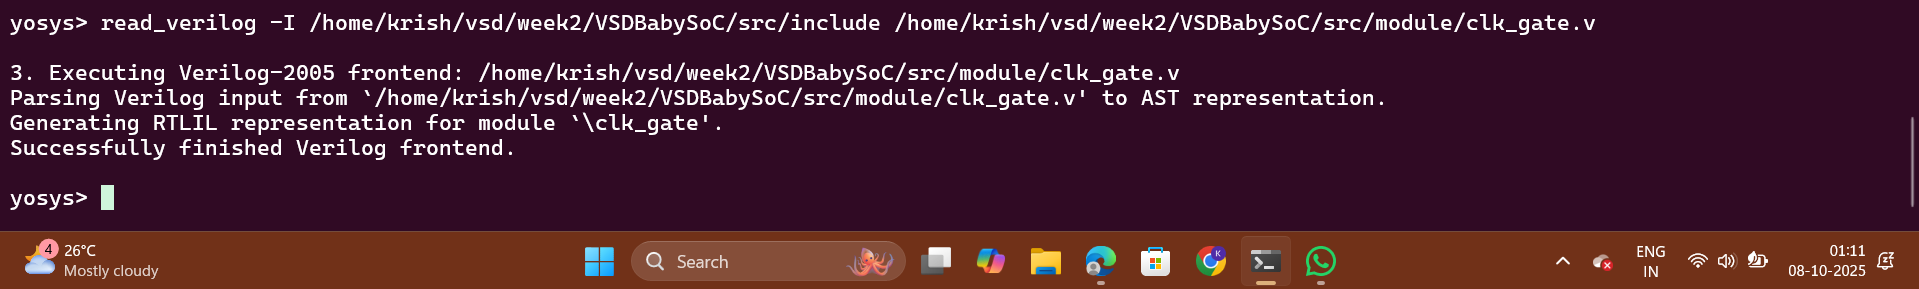 yosys> read_verilog -I /home/krish/vsd/week2/VSDBabySoC/src/include /home/krish/vsd/week2/VSDBabySoC/src/module/clk_gate.v
3. Executing Verilog-2005 frontend: /home/krish/vsd/week2/VSDBabySoC/src/module/clk_gate.v
Parsing Verilog input from `/home/krish/vsd/week2/VSDBabySoC/src/module/clk_gate.v' to AST representation.
Generating RTLIL representation for module `\clk_gate'.
Successfully finished Verilog frontend.
yosys>
4
26°C
Mostly cloudy
Search
K
ENG
IN
01:11
08-10-2025